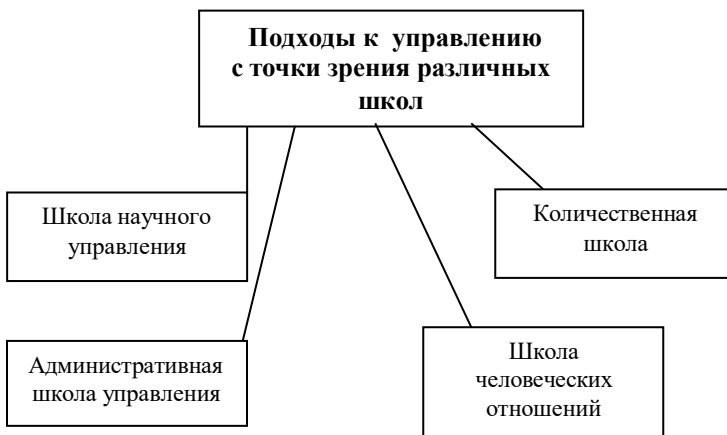 Подходы к управлению
с точки зрения различных
школ
Школа научного
управления
Количественная
школа
Административная
школа управления
Школа
человеческих
отношений